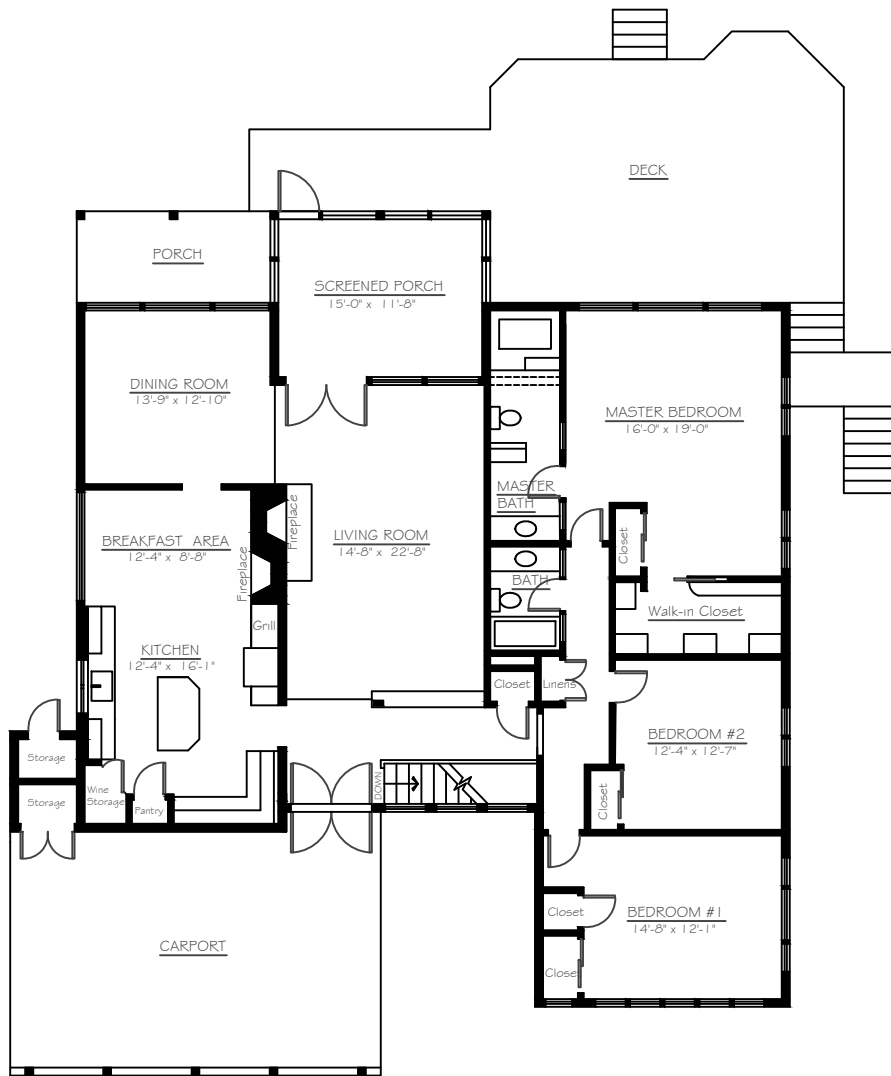 DECK
PORCH
SCREENED PORCH
15'-0" x 11'-8"
DINING ROOM
13'-9" x 12'-10"
MASTER BEDROOM
16'-0" x 19'-0"
MASTER
BATH
Fireplace
LIVING ROOM
14'-8" x 22'-8"
BREAKFAST AREA
12'-4" x 8'-8"
Fireplace
Closet
BATH
Walk-in Closet
Grill
KITCHEN
12'-4" x 16'-1"
Closet
Linens
BEDROOM #2
12'-4" x 12'-7"
Storage
DOWN
Wine
Storage
Storage
Pantry
Closet
Closet
BEDROOM #1
14'-8" x 12'-1"
CARPORT
Closet